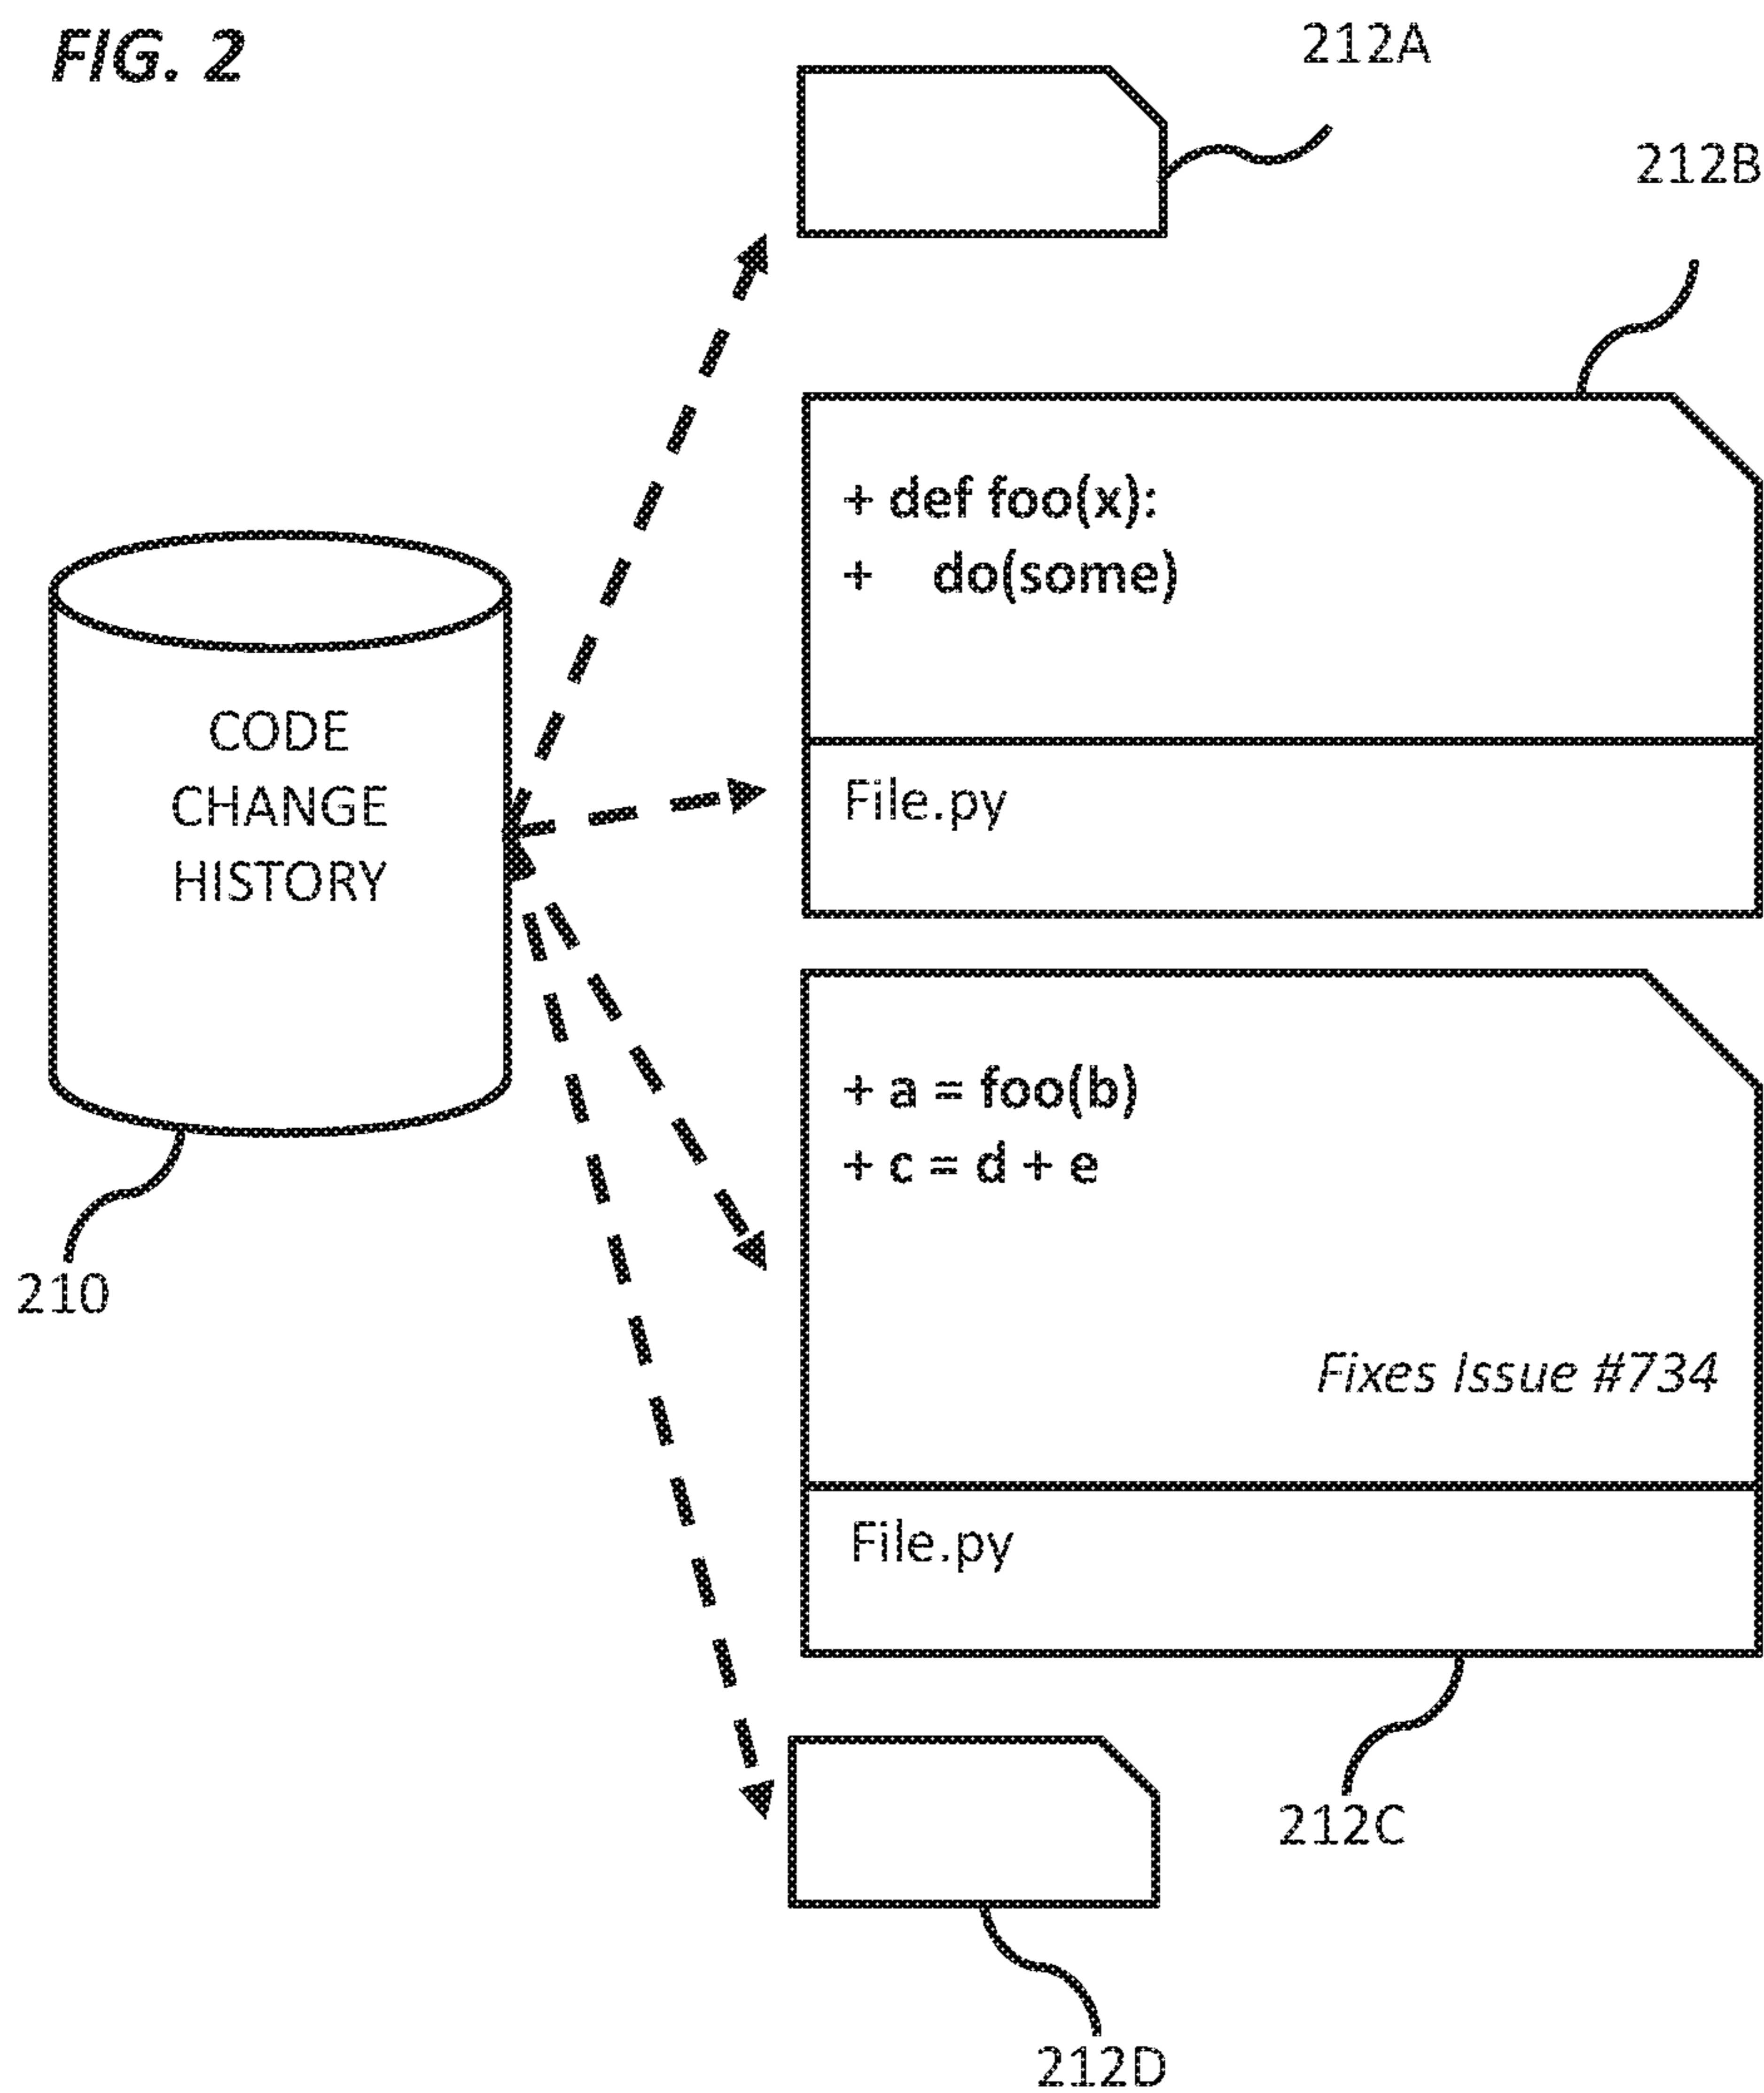 FIG. 2
212A
212B
+ def foo(x):
+ do(some)
File.py
CODE
CHANGE
HISTORY
210
+ a = foo(b)
+ c = d + e
Fixes Issue #734
File.py
212C
212D